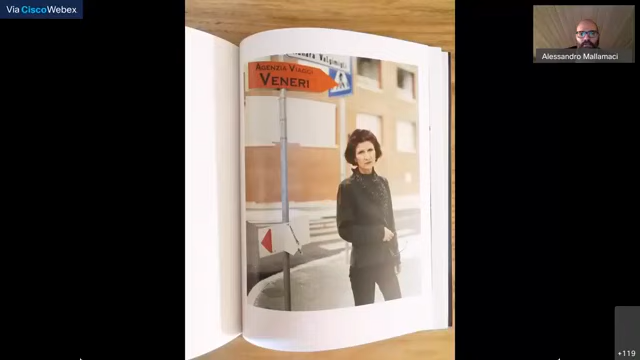 Via CiscoWebex
AGENZIA VIAGGI
VENERI
Alessandro Mallamaci
+119